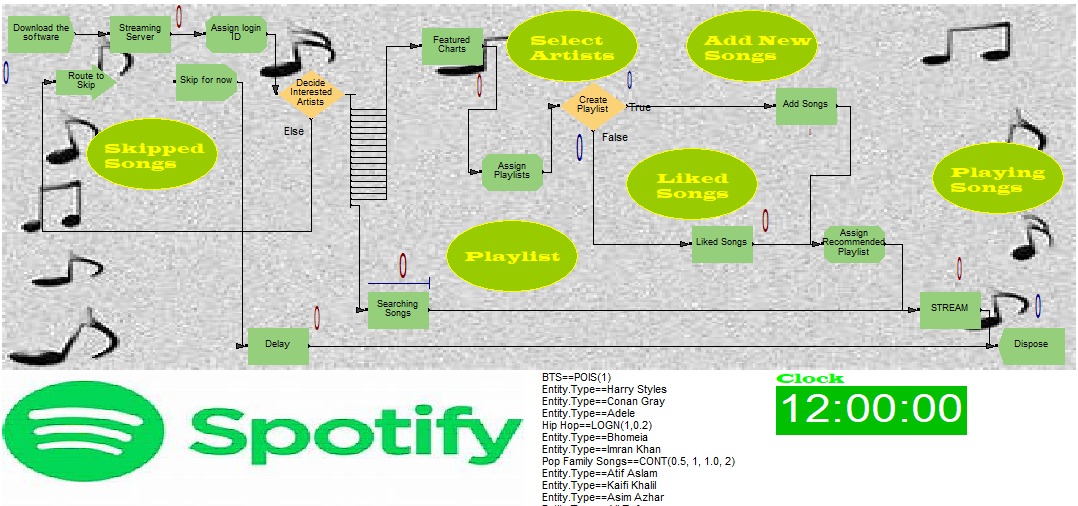 Download the
software
Streaming
Server
0
Assign login
ID
Featured
Charts
Select
Artists
Add New
Songs
0
Route to
Skip
Skip for now
Decide
Interested
Artists
0
0
Create
Playlist
True
Add Songs
Else
False
Skipped
Songs
0
Assign
Playlists
Liked
Songs
Playing
Songs
0
Liked Songs
Assign
Recommended
Playlist
Playlist
0
0
Searching
Songs
STREAM
0
0
Delay
Dispose
Spotify
BTS==POIS(1)
Entity.Type==Harry Styles
Entity.Type==Conan Gray
Entity.Type==Adele
Hip Hop==LOGN(1,0.2)
Entity.Type==Bhomeia
Entity.Type==Imran Khan
Pop Family Songs==CONT(0.5, 1, 1.0, 2)
Entity.Type==Atif Aslam
Entity.Type==Kaifi Khalil
Entity.Type==Asim Azhar
Clock
12:00:00